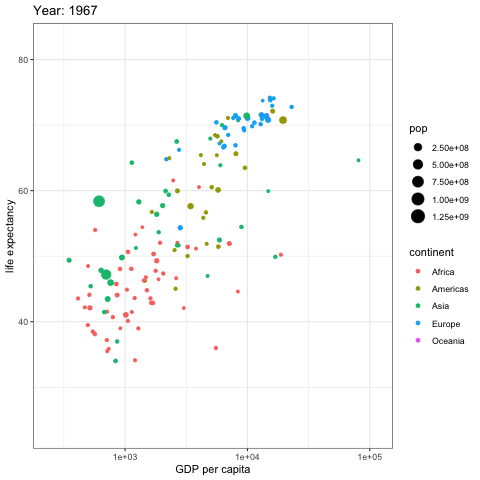 Year: 1967
80
60
40
life expectancy
1e+03
1e+04
1e+05
GDP per capita
pop
2.50e+08
5.00e+08
7.50e+08
1.00e+09
1.25e+09
continent
Africa
Americas
Asia
Europe
Oceania